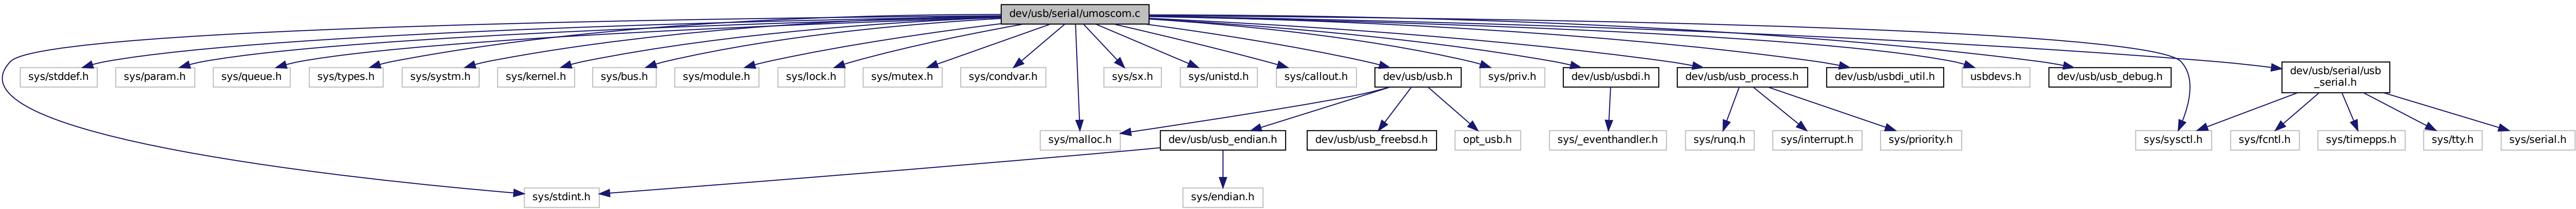 dev/usb/serial/umoscom.c
sys/stddef.h
sys/param.h
sys/queue.h
sys/types.h
sys/systm.h
sys/kernel.h
sys/bus.h
sys/module.h
sys/lock.h
sys/mutex.h
sys/condvar.h
sys/sx.h
sys/unistd.h
sys/callout.h
dev/usb/usb.h
sys/priv.h
dev/usb/usbdi.h
dev/usb/usb_process.h
dev/usb/usbdi_util.h
usbdevs.h
dev/usb/usb_debug.h
dev/usb/serial/usb
_serial.h
sys/malloc.h
dev/usb/usb_endian.h
dev/usb/usb_freebsd.h
opt_usb.h
sys/_eventhandler.h
sys/runq.h
sys/interrupt.h
sys/priority.h
sys/sysctl.h
sys/fcntl.h
sys/timepps.h
sys/tty.h
sys/serial.h
sys/stdint.h
sys/endian.h